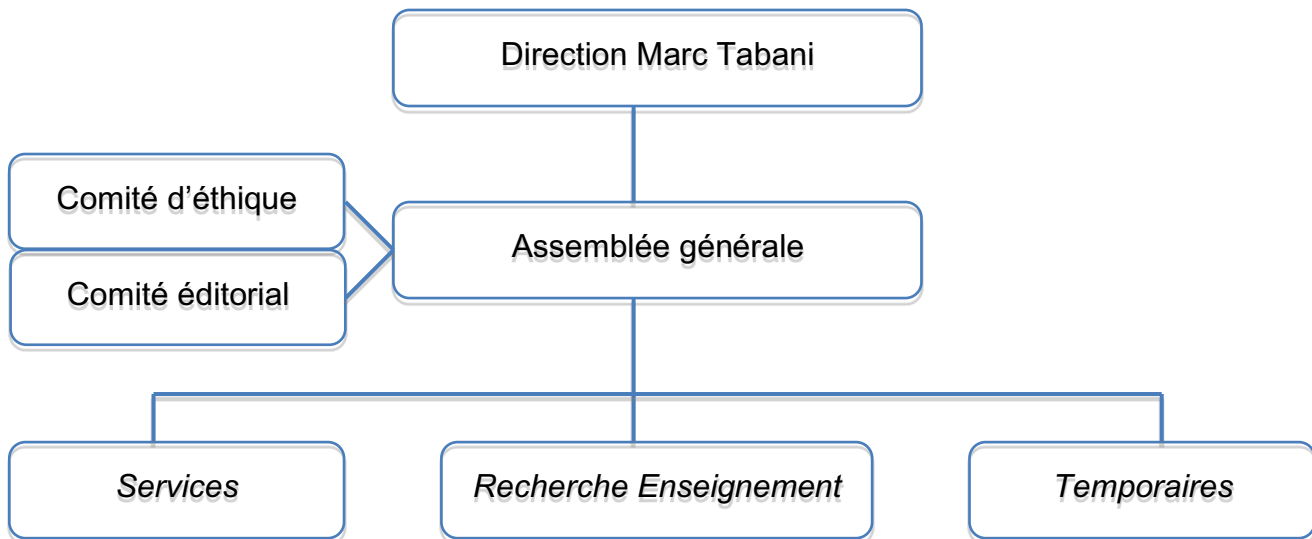 Direction Marc Tabani
Comité d’éthique
Assemblée générale
Comité éditorial
Services
Recherche Enseignement
Temporaires